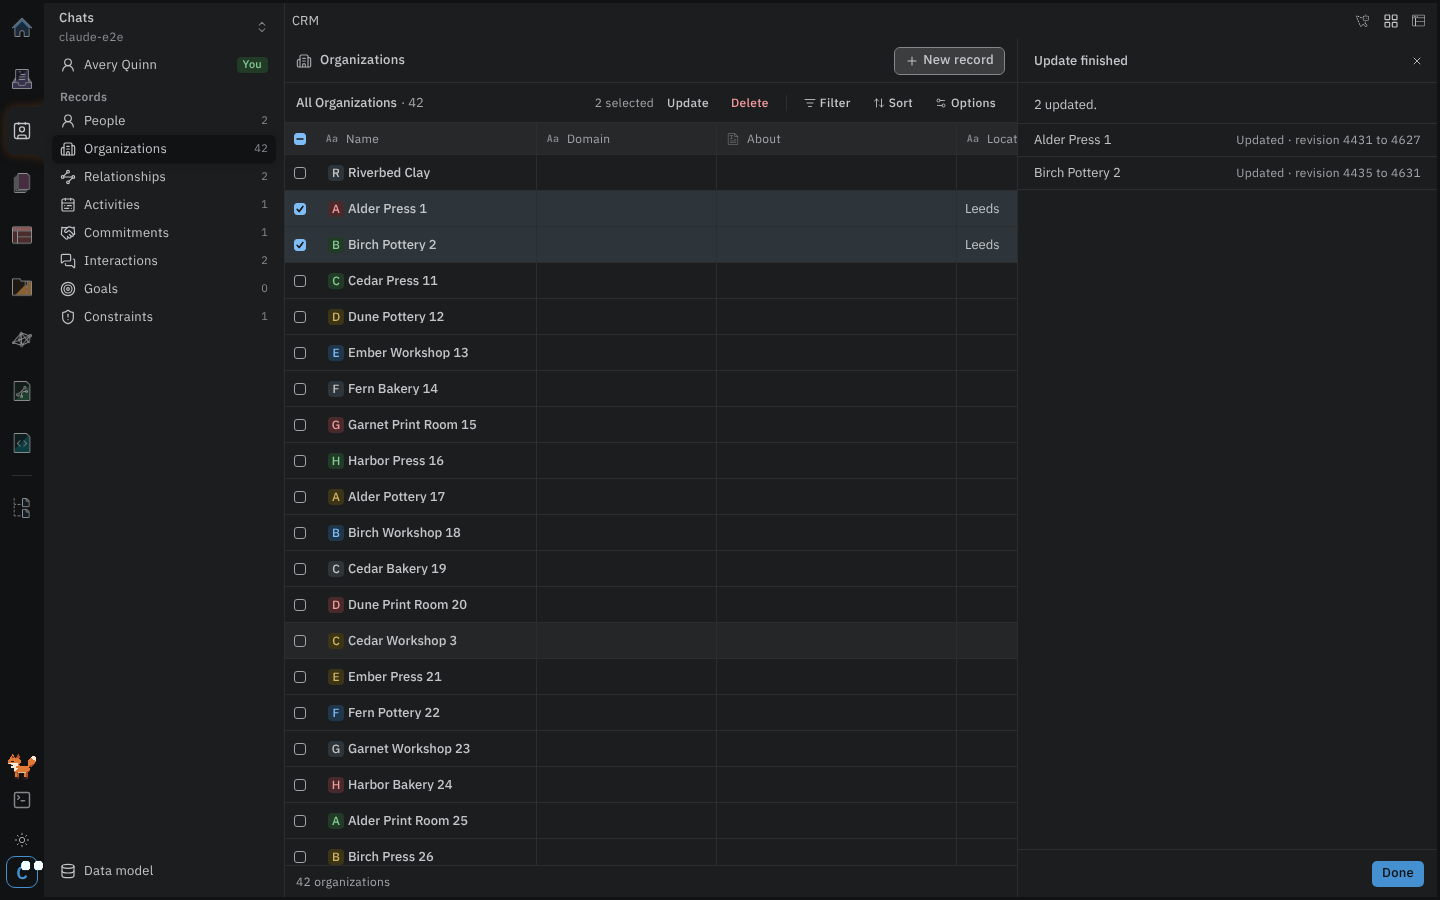 Chats
claude-e2e
Avery Quinn You
Records
People 2
Organizations 42
Relationships 2
Activities 1
Commitments 1
Interactions 2
Goals 0
Constraints 1
Data model
C
CRM
Organizations
New record
All Organizations · 42 2 selected Update Delete Filter Sort Options
Aa Name Aa Domain About Aa Locat
R Riverbed Clay
A Alder Press 1 Leeds
B Birch Pottery 2 Leeds
C Cedar Press 11
D Dune Pottery 12
E Ember Workshop 13
F Fern Bakery 14
G Garnet Print Room 15
H Harbor Press 16
A Alder Pottery 17
B Birch Workshop 18
C Cedar Bakery 19
D Dune Print Room 20
C Cedar Workshop 3
E Ember Press 21
F Fern Pottery 22
G Garnet Workshop 23
H Harbor Bakery 24
A Alder Print Room 25
B Birch Press 26
42 organizations
Update finished
2 updated.
Alder Press 1 Updated · revision 4431 to 4627
Birch Pottery 2 Updated · revision 4435 to 4631
Done